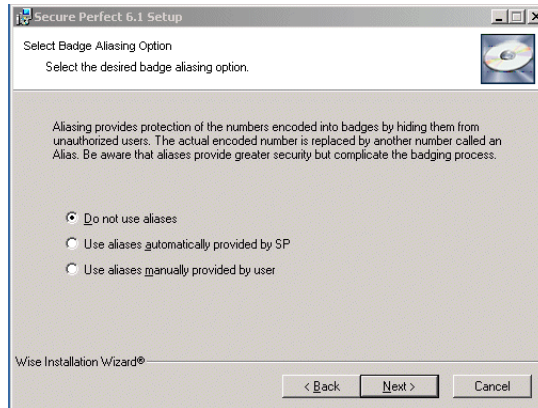 Secure Perfect 6.1 Setup
Select Badge Aliasing Option
Select the desired badge aliasing option.
Aliasing provides protection of the numbers encoded into badges by hiding them from
unauthorized users. The actual encoded number is replaced by another number called an
Alias. Be aware that aliases provide greater security but complicate the badging process.
Do not use aliases
Use aliases automatically provided by SP
Use aliases manually provided by user
Wise Installation Wizard®
< Back Next > Cancel